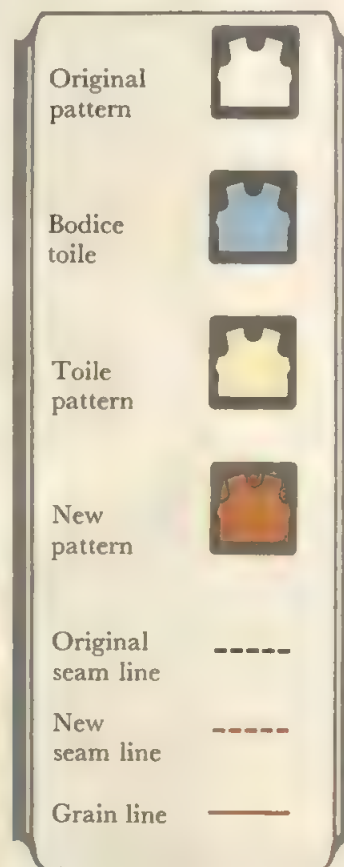 Original
pattern
Bodice
toile
Toile
pattern
New
pattern
Original
seam line
New
seam line
Grain line